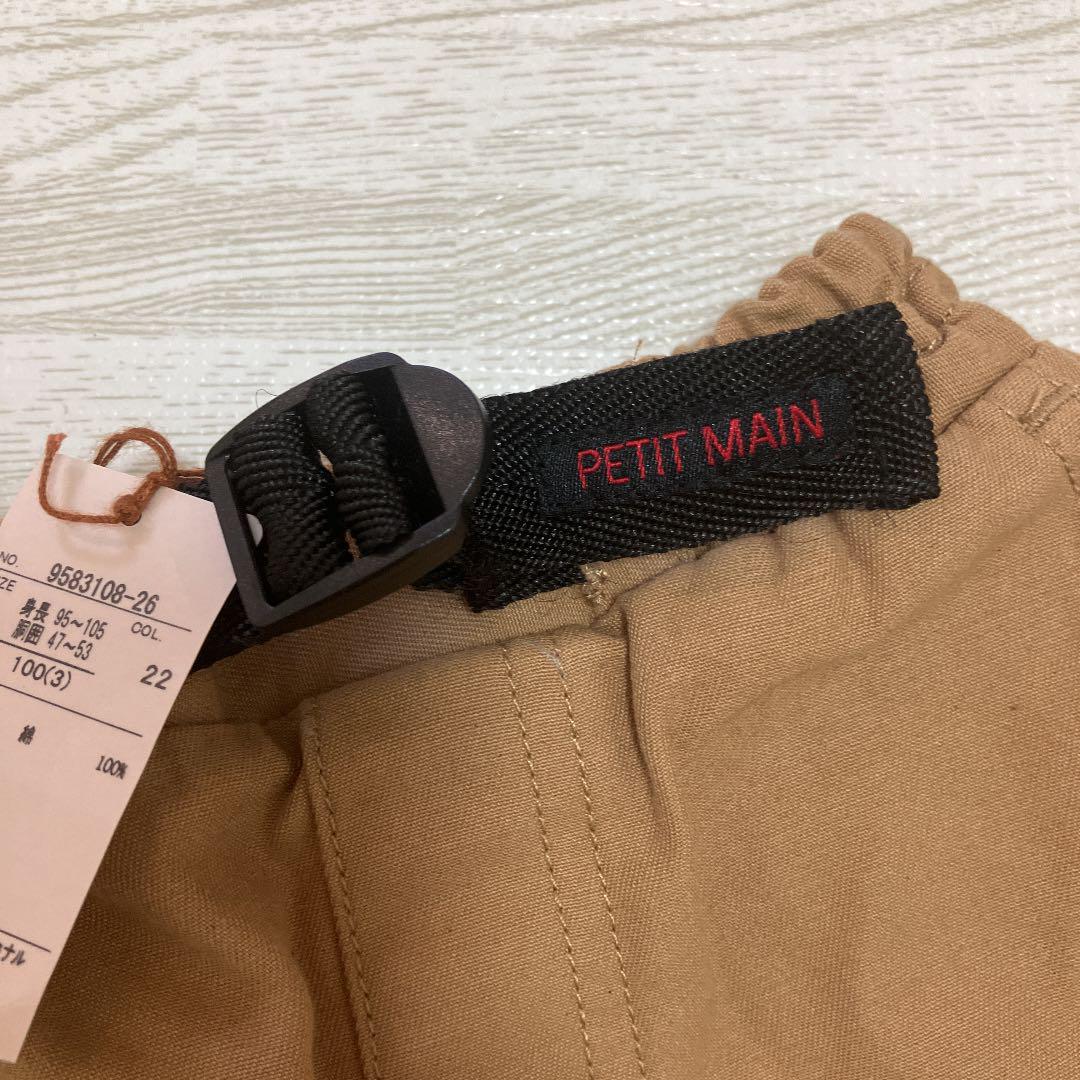 PETIT MAIN
NO. 9583108-26
身長 95〜105 COL.
胴囲 47〜53
100(3) 22
綿
100%
ナル